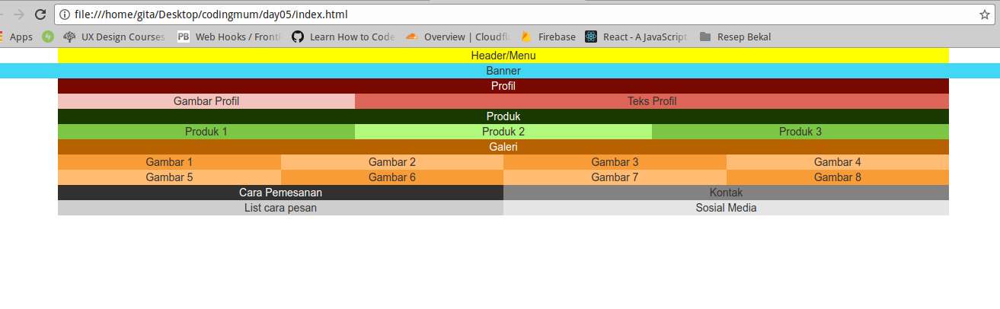 file:///home/gita/Desktop/codingmum/day05/index.html
Apps UX Design Courses PB Web Hooks / Front Learn How to Code Overview | Cloudfl Firebase React - A JavaScript Resep Bekal
Header/Menu
Banner
Profil
Gambar Profil Teks Profil
Produk
Produk 1 Produk 2 Produk 3
Galeri
Gambar 1 Gambar 2 Gambar 3 Gambar 4
Gambar 5 Gambar 6 Gambar 7 Gambar 8
Cara Pemesanan Kontak
List cara pesan Sosial Media